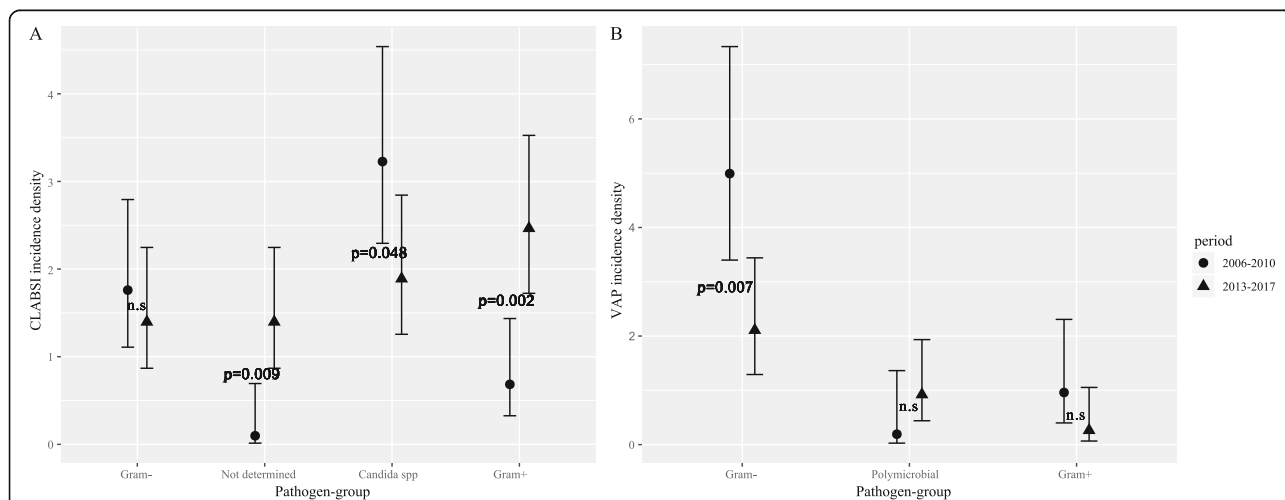 A
CLABSI incidence density
4
3
2
1
0
n.s
p=0.009
p=0.048
p=0.002
Gram-
Not determined
Candida spp
Gram+
Pathogen-group
B
VAP incidence density
6
4
2
0
p=0.007
n.s
n.s
Gram-
Polymicrobial
Gram+
Pathogen-group
period
2006-2010
2013-2017